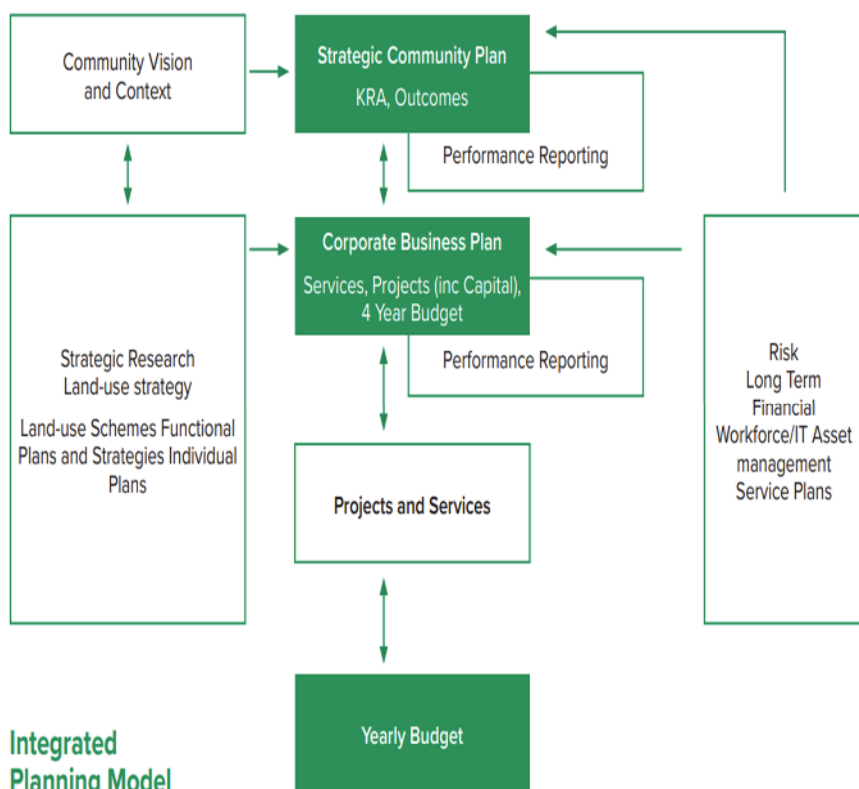 Community Vision
and Context
Strategic Community Plan
KRA, Outcomes
Performance Reporting
Strategic Research
Land-use strategy
Land-use Schemes Functional
Plans and Strategies Individual
Plans
Corporate Business Plan
Services, Projects (inc Capital),
4 Year Budget
Performance Reporting
Risk
Long Term
Financial
Workforce/IT Asset
management
Service Plans
Projects and Services
Yearly Budget
Integrated
Planning Model